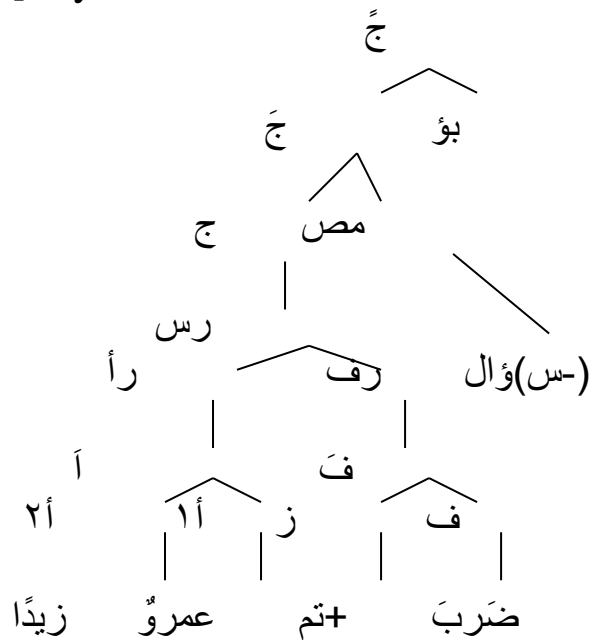 جً
بؤ جَ
مص ج
رس
(-س)ؤال رف رأ
فَ اَ
ف ز أ١ أ٢
ضَربَ +تم عمروٌ زيدًا